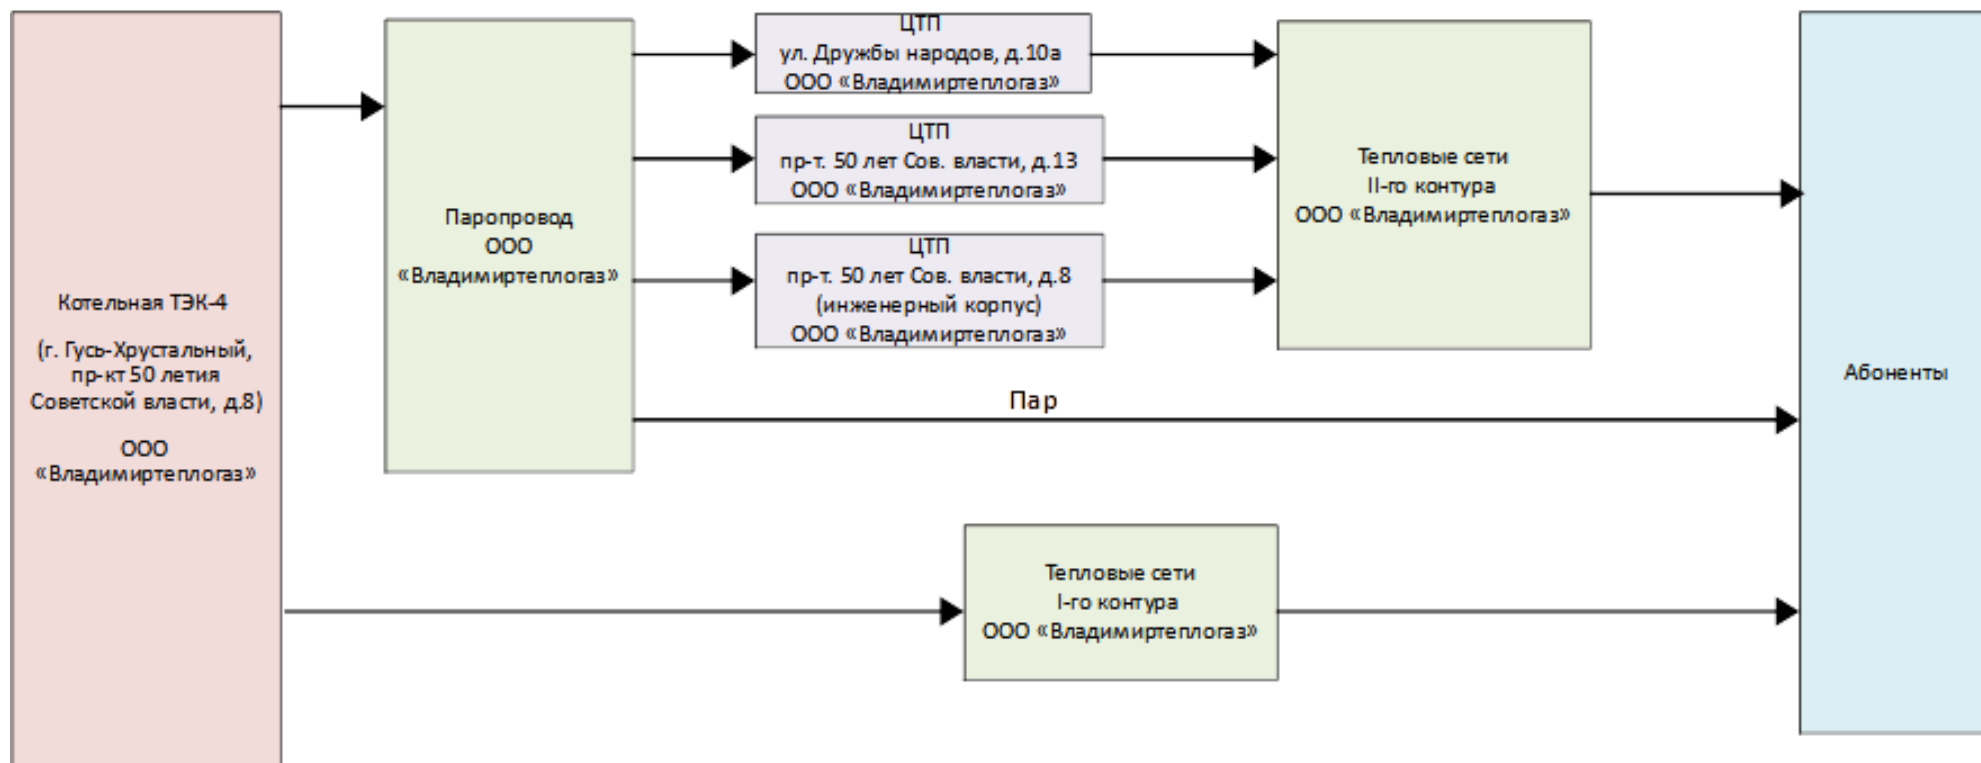 Котельная ТЭК-4
(г. Гусь-Хрустальный,
пр-кт 50 летия
Советской власти, д.8)
ООО
«Владимиртеплогаз»
Паропровод
ООО
«Владимиртеплогаз»
ЦТП
ул. Дружбы народов, д.10а
ООО «Владимиртеплогаз»
ЦТП
пр-т. 50 лет Сов. власти, д.13
ООО «Владимиртеплогаз»
ЦТП
пр-т. 50 лет Сов. власти, д.8
(инженерный корпус)
ООО «Владимиртеплогаз»
Тепловые сети
II-го контура
ООО «Владимиртеплогаз»
Пар
Тепловые сети
I-го контура
ООО «Владимиртеплогаз»
Абоненты